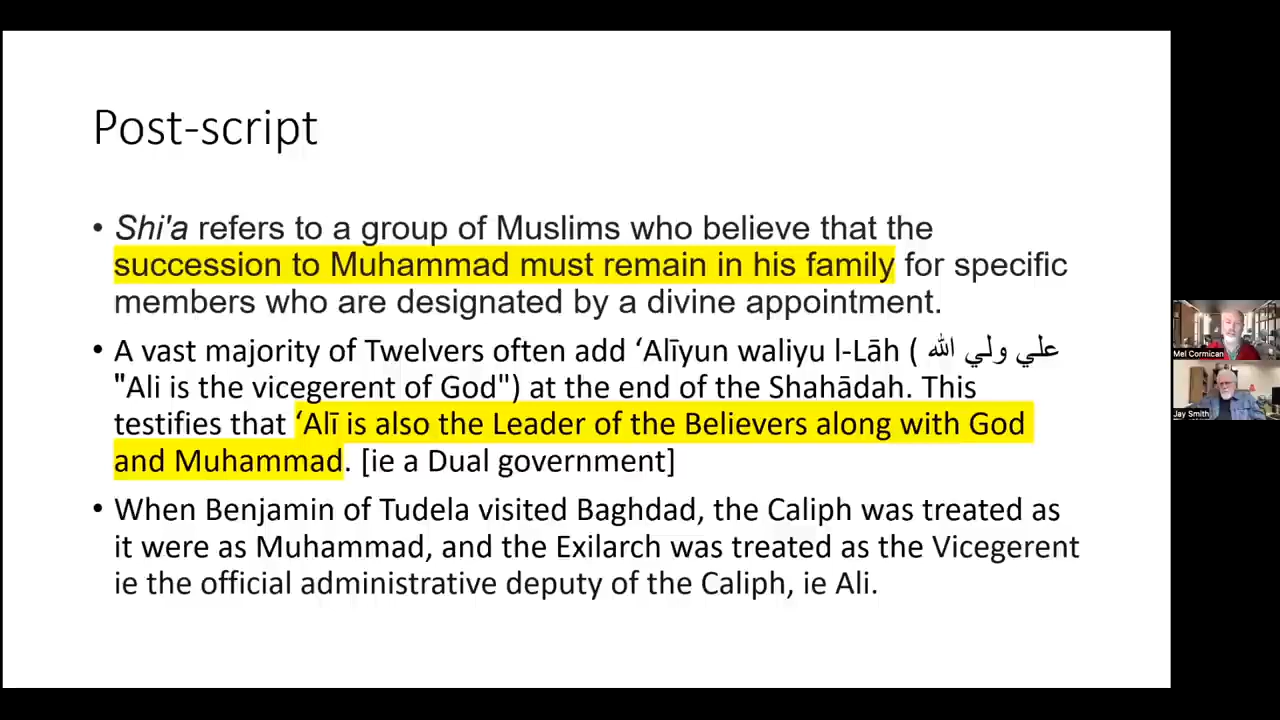 Post-script
• Shi'a refers to a group of Muslims who believe that the
succession to Muhammad must remain in his family for specific
members who are designated by a divine appointment.
• A vast majority of Twelvers often add ‘Alīyun waliyu l-Lāh ( علي ولي الله
"Ali is the vicegerent of God") at the end of the Shahādah. This
testifies that ‘Alī is also the Leader of the Believers along with God
and Muhammad. [ie a Dual government]
• When Benjamin of Tudela visited Baghdad, the Caliph was treated as
it were as Muhammad, and the Exilarch was treated as the Vicegerent
ie the official administrative deputy of the Caliph, ie Ali.
Mel Cormican
Jay Smith